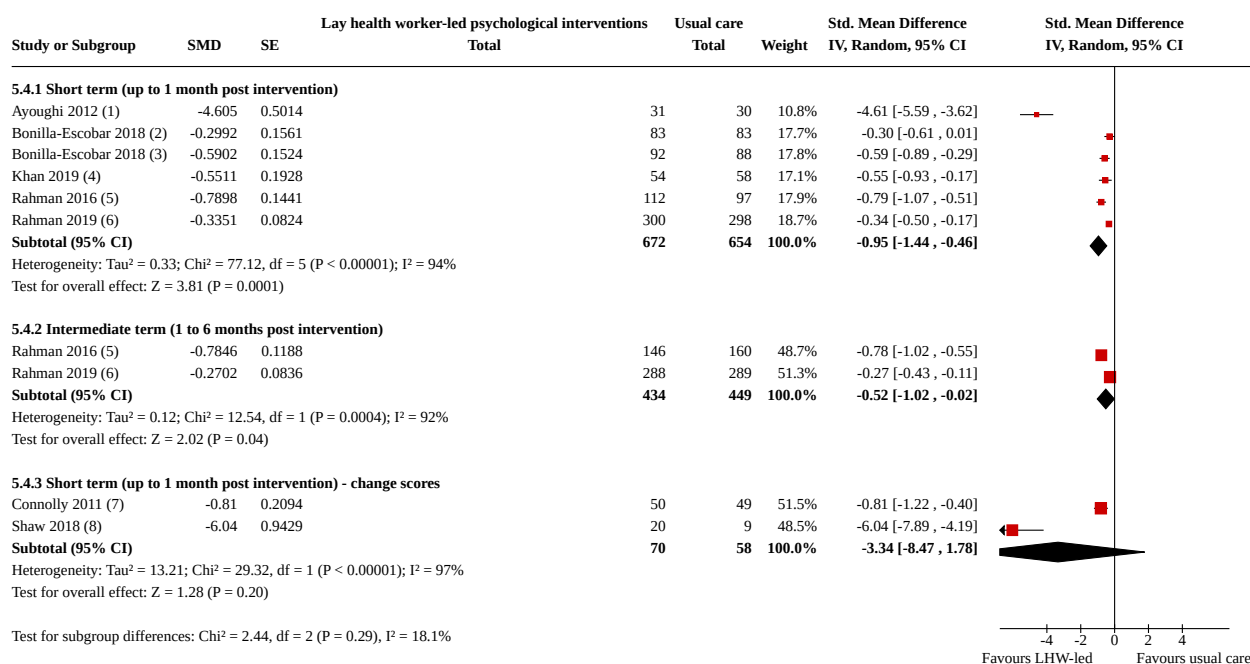 Lay health worker-led psychological interventions Usual care Std. Mean Difference Std. Mean Difference
Study or Subgroup SMD SE Total Total Weight IV, Random, 95% CI IV, Random, 95% CI
5.4.1 Short term (up to 1 month post intervention)
Ayoughi 2012 (1) -4.605 0.5014 31 30 10.8% -4.61 [-5.59 , -3.62]
Bonilla-Escobar 2018 (2) -0.2992 0.1561 83 83 17.7% -0.30 [-0.61 , 0.01]
Bonilla-Escobar 2018 (3) -0.5902 0.1524 92 88 17.8% -0.59 [-0.89 , -0.29]
Khan 2019 (4) -0.5511 0.1928 54 58 17.1% -0.55 [-0.93 , -0.17]
Rahman 2016 (5) -0.7898 0.1441 112 97 17.9% -0.79 [-1.07 , -0.51]
Rahman 2019 (6) -0.3351 0.0824 300 298 18.7% -0.34 [-0.50 , -0.17]
Subtotal (95% CI) 672 654 100.0% -0.95 [-1.44 , -0.46]
Heterogeneity: Tau² = 0.33; Chi² = 77.12, df = 5 (P < 0.00001); I² = 94%
Test for overall effect: Z = 3.81 (P = 0.0001)
5.4.2 Intermediate term (1 to 6 months post intervention)
Rahman 2016 (5) -0.7846 0.1188 146 160 48.7% -0.78 [-1.02 , -0.55]
Rahman 2019 (6) -0.2702 0.0836 288 289 51.3% -0.27 [-0.43 , -0.11]
Subtotal (95% CI) 434 449 100.0% -0.52 [-1.02 , -0.02]
Heterogeneity: Tau² = 0.12; Chi² = 12.54, df = 1 (P = 0.0004); I² = 92%
Test for overall effect: Z = 2.02 (P = 0.04)
5.4.3 Short term (up to 1 month post intervention) - change scores
Connolly 2011 (7) -0.81 0.2094 50 49 51.5% -0.81 [-1.22 , -0.40]
Shaw 2018 (8) -6.04 0.9429 20 9 48.5% -6.04 [-7.89 , -4.19]
Subtotal (95% CI) 70 58 100.0% -3.34 [-8.47 , 1.78]
Heterogeneity: Tau² = 13.21; Chi² = 29.32, df = 1 (P < 0.00001); I² = 97%
Test for overall effect: Z = 1.28 (P = 0.20)
Test for subgroup differences: Chi² = 2.44, df = 2 (P = 0.29), I² = 18.1%
-4 -2 0 2 4
Favours LHW-led Favours usual care